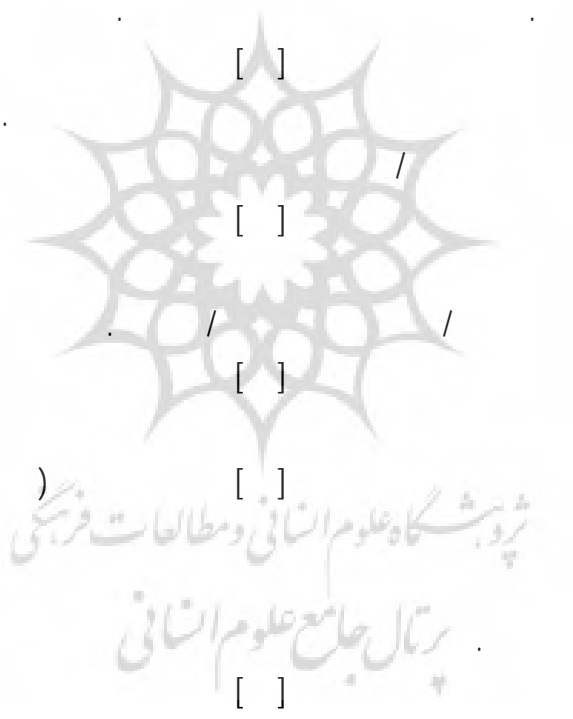 . .
[ ]
.
/
[ ]
. / /
[ ]
) [ ]
پژوهشگاه علوم انسانی و مطالعات فرهنگی
پرتال جامع علوم انسانی
.
[ ]